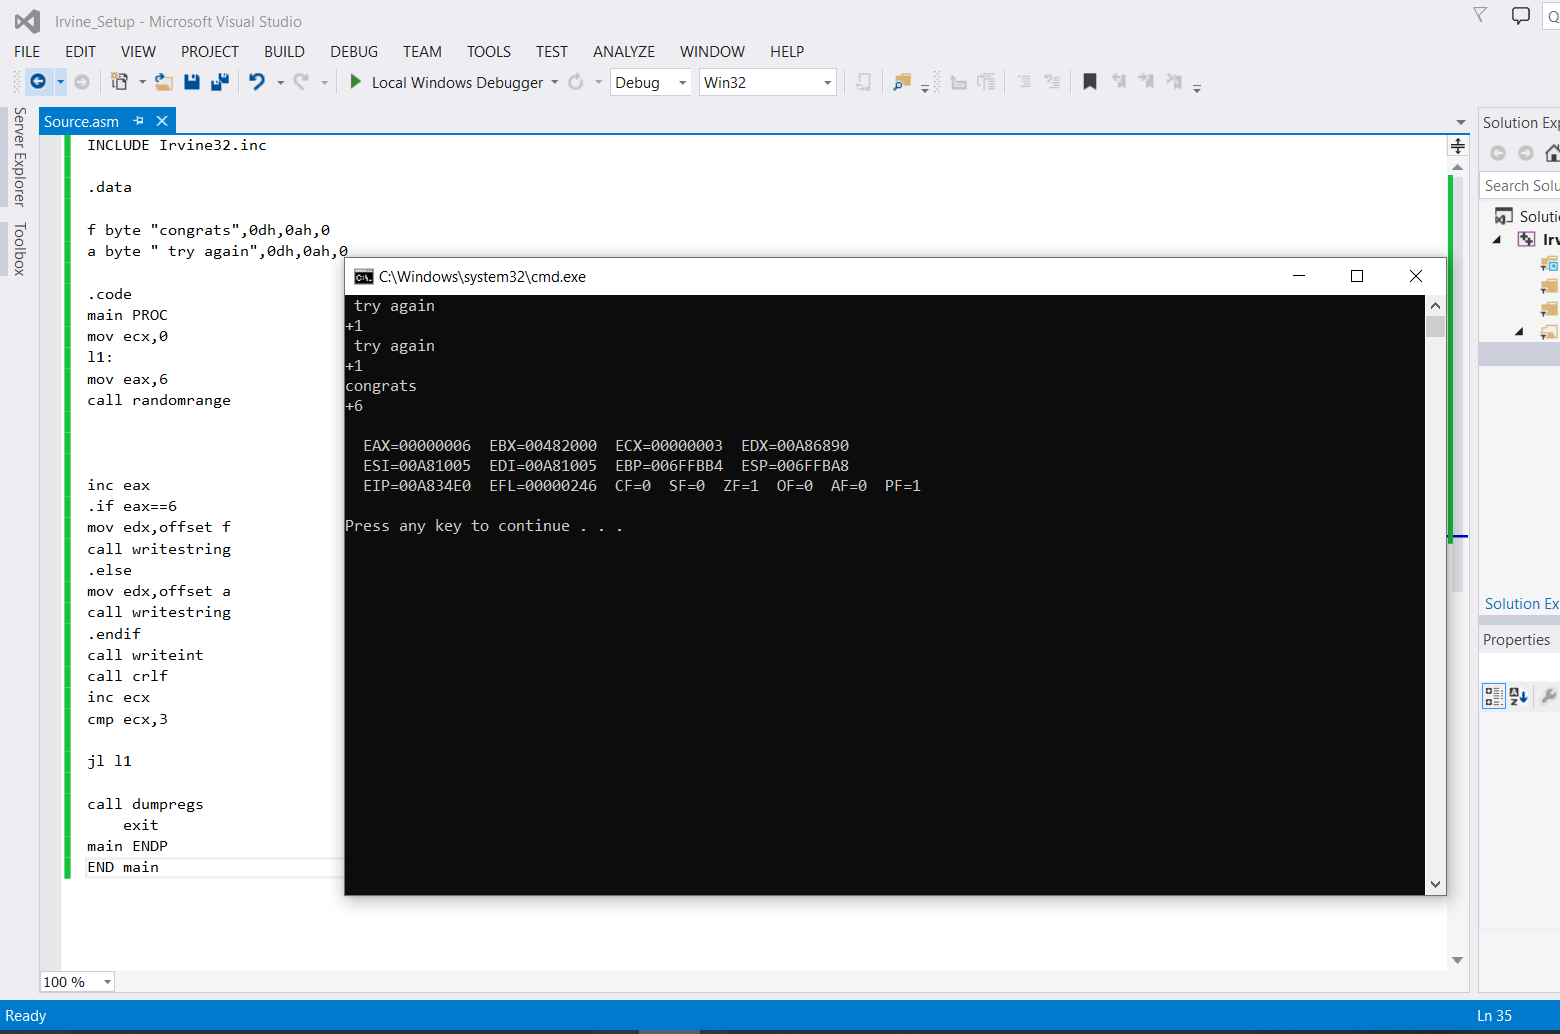 Irvine_Setup - Microsoft Visual Studio
FILE EDIT VIEW PROJECT BUILD DEBUG TEAM TOOLS TEST ANALYZE WINDOW HELP
Local Windows Debugger Debug Win32
Server Explorer
Toolbox
Source.asm
INCLUDE Irvine32.inc
.data
f byte "congrats",0dh,0ah,0
a byte " try again",0dh,0ah,0
.code
main PROC
mov ecx,0
l1:
mov eax,6
call randomrange
inc eax
.if eax==6
mov edx,offset f
call writestring
.else
mov edx,offset a
call writestring
.endif
call writeint
call crlf
inc ecx
cmp ecx,3
jl l1
call dumpregs
exit
main ENDP
END main
C:\Windows\system32\cmd.exe
try again
+1
try again
+1
congrats
+6
EAX=00000006 EBX=00482000 ECX=00000003 EDX=00A86890
ESI=00A81005 EDI=00A81005 EBP=006FFBB4 ESP=006FFBA8
EIP=00A834E0 EFL=00000246 CF=0 SF=0 ZF=1 OF=0 AF=0 PF=1
Press any key to continue . . .
Solution Exp
Search Solu
Soluti
Irv
Solution Ex
Properties
100 %
Ready
Ln 35